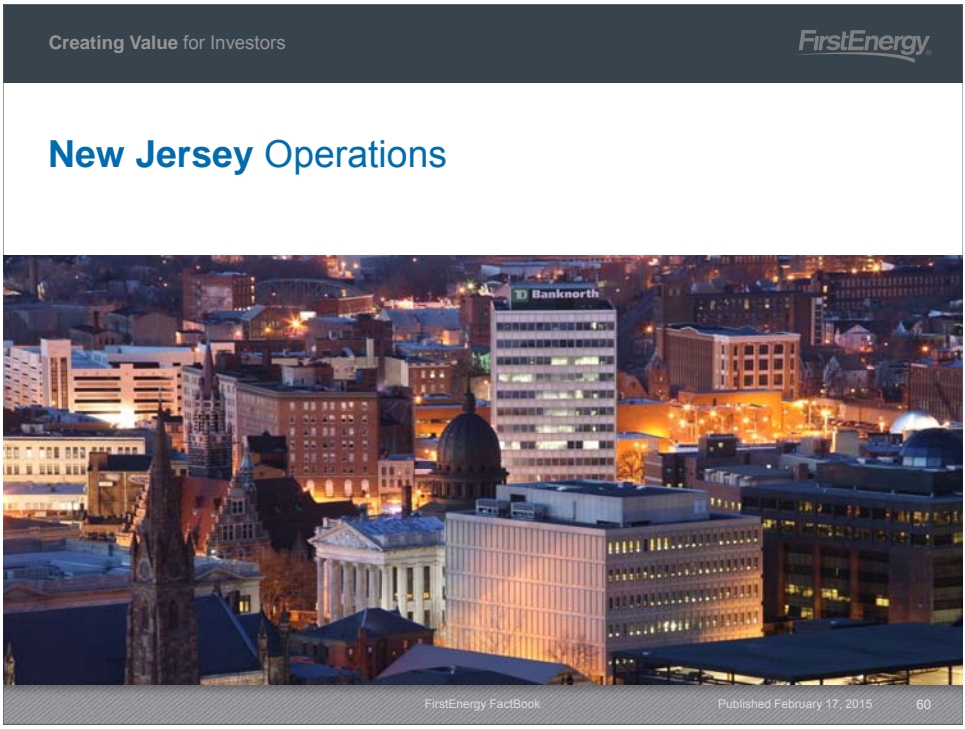 Creating Value for Investors
FirstEnergy®
New Jersey Operations
TD Banknorth
FirstEnergy FactBook
Published February 17, 2015
60